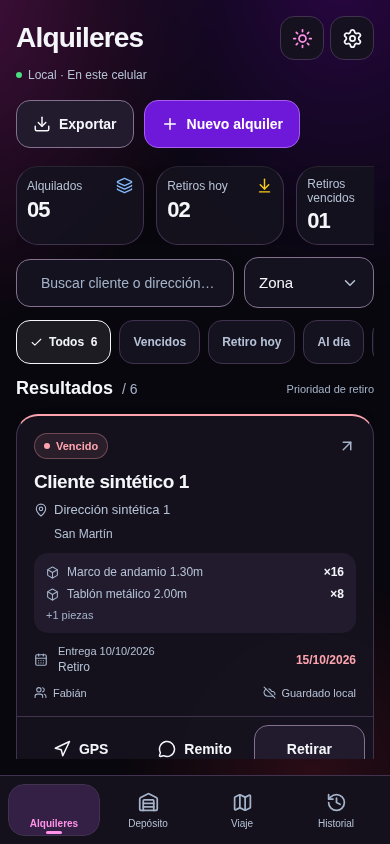 Alquileres
Local · En este celular
Exportar
Nuevo alquiler
Alquilados
05
Retiros hoy
02
Retiros
vencidos
01
Buscar cliente o dirección…
Zona
Todos 6
Vencidos
Retiro hoy
Al día
Resultados / 6
Prioridad de retiro
Vencido
Cliente sintético 1
Dirección sintética 1
San Martín
Marco de andamio 1.30m ×16
Tablón metálico 2.00m ×8
+1 piezas
Entrega 10/10/2026
Retiro
15/10/2026
Fabián
Guardado local
GPS
Remito
Retirar
Alquileres
Depósito
Viaje
Historial